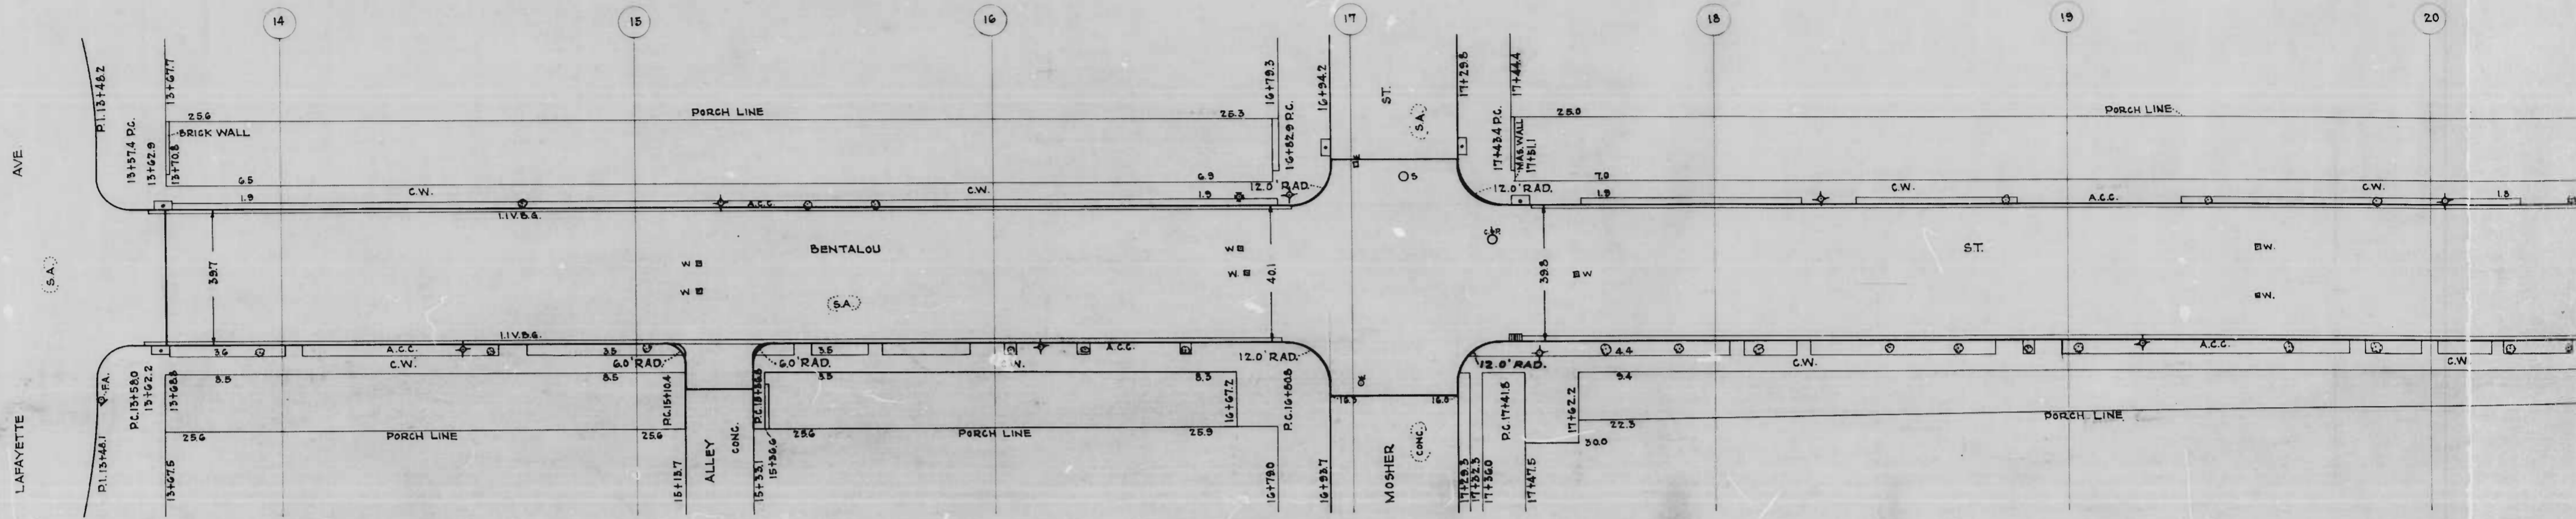 14
15
16
17
18
19
20
P.I. 13+48.2
13+67.7
16+79.3
16+94.2
ST.
S.A.
17+29.8
17+44.4
25.6
PORCH LINE
25.3
25.0
PORCH LINE
BRICK WALL
13+57.4 P.C.
13+62.9
13+70.8
16+82.9 P.C.
17+43.4 P.C.
MAS. WALL
17+51.1
AVE.
6.5
C.W.
C.W.
6.9
12.0' RAD.
S
12.0' RAD.
7.0
C.W.
C.W.
1.9
A.C.C.
1.9
1.9
A.C.C.
1.8
1.1 V.B.G.
39.7
BENTALOU
W
W
40.1
39.8
W
ST.
W.
W.
S.A.
W
W
S.A.
1.1 V.B.G.
3.6
A.C.C.
3.5
3.5
A.C.C.
4.4
A.C.C.
C.W.
6.0' RAD.
6.0' RAD.
12.0' RAD.
12.0' RAD.
C.W.
C.W.
8.5
8.5
8.5
8.3
9.4
F.A.
P.C. 13+58.0
13+62.2
13+68.8
P.C. 15+10.4
16+67.2
P.C. 16+80.8
16.3
16.0
P.C. 17+41.8
17+62.2
25.6
PORCH LINE
25.6
25.6
PORCH LINE
25.9
22.3
PORCH LINE
30.0
LAFAYETTE
P.I. 13+48.1
13+67.5
15+13.7
ALLEY
CONC.
15+33.1
15+36.6
16+79.0
16+93.7
MOSHER
CONC.
17+29.3
17+32.3
17+36.0
17+47.5